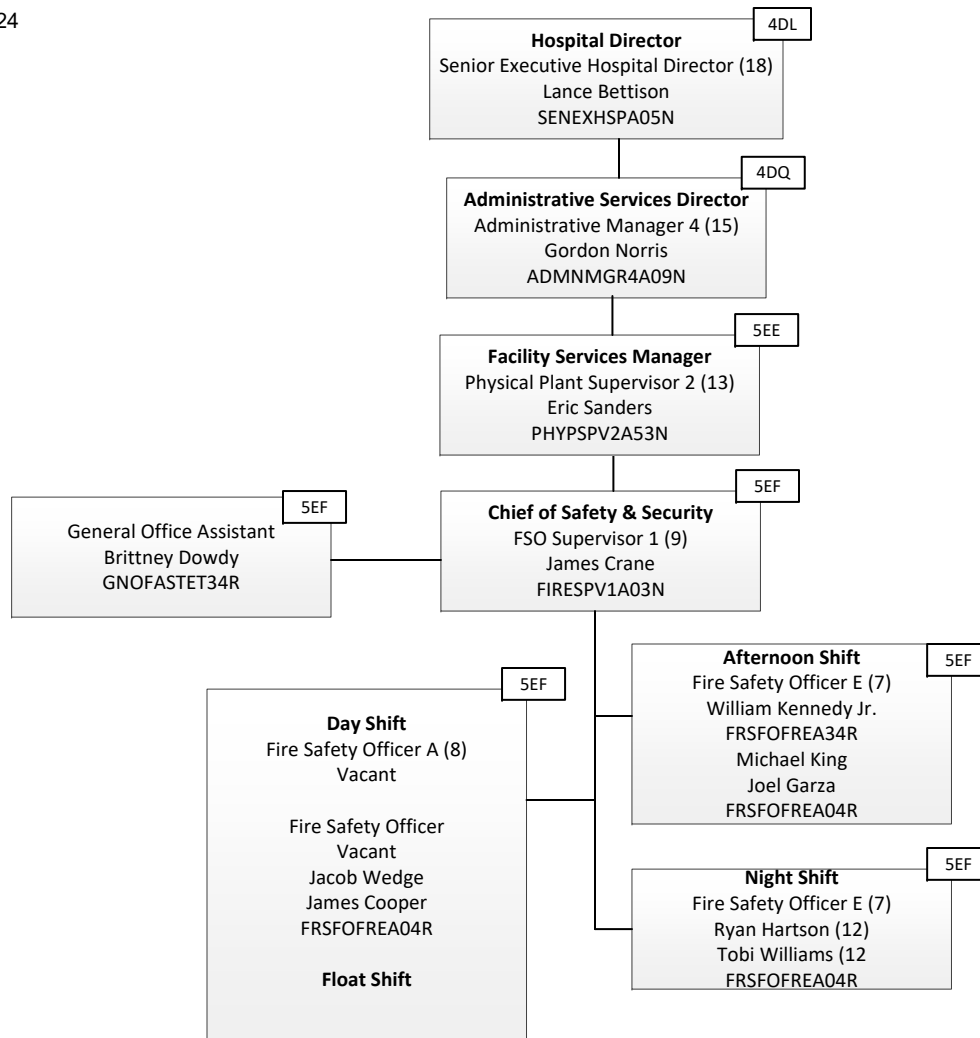 24
4DL
Hospital Director
Senior Executive Hospital Director (18)
Lance Bettison
SENEXHSPA05N
4DQ
Administrative Services Director
Administrative Manager 4 (15)
Gordon Norris
ADMNMGR4A09N
5EE
Facility Services Manager
Physical Plant Supervisor 2 (13)
Eric Sanders
PHYPSPV2A53N
5EF
Chief of Safety & Security
FSO Supervisor 1 (9)
James Crane
FIRESPV1A03N
5EF
General Office Assistant
Brittney Dowdy
GNOFASTET34R
5EF
Day Shift
Fire Safety Officer A (8)
Vacant
Fire Safety Officer
Vacant
Jacob Wedge
James Cooper
FRSFOFREA04R
Float Shift
5EF
Afternoon Shift
Fire Safety Officer E (7)
William Kennedy Jr.
FRSFOFREA34R
Michael King
Joel Garza
FRSFOFREA04R
5EF
Night Shift
Fire Safety Officer E (7)
Ryan Hartson (12)
Tobi Williams (12
FRSFOFREA04R